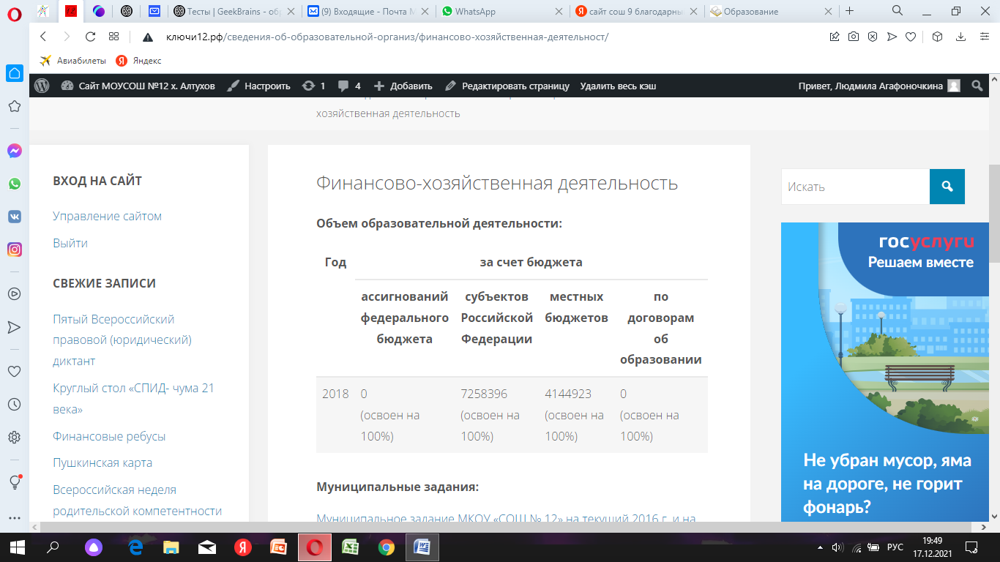 Тесты | GeekBrains - об
(9) Входящие - Почта М
WhatsApp
сайт сош 9 благодарны
Образование
ключи12.рф/сведения-об-образовательной-организ/финансово-хозяйственная-деятельност/
Авиабилеты
Яндекс
Сайт МОУСОШ №12 х. Алтухов
Настроить
1
4
Добавить
Редактировать страницу
Удалить весь кэш
Привет, Людмила Агафоночкина
хозяйственная деятельность
ВХОД НА САЙТ
Управление сайтом
Выйти
СВЕЖИЕ ЗАПИСИ
Пятый Всероссийский
правовой (юридический)
диктант
Круглый стол «СПИД- чума 21
века»
Финансовые ребусы
Пушкинская карта
Всероссийская неделя
родительской компетентности
Финансово-хозяйственная деятельность
Объем образовательной деятельности:
Год за счет бюджета
ассигнований субъектов местных по
федерального Российской бюджетов договорам
бюджета Федерации об
образовании
2018 0 7258396 4144923 0
(освоен на (освоен на (освоен на (освоен на
100%) 100%) 100%) 100%)
Муниципальные задания:
Муниципальное задание МКОУ «СОШ № 12» на текущий 2016 г. и на
Искать
госуслуги
Решаем вместе
Не убран мусор, яма
на дороге, не горит
фонарь?
РУС
19:49
17.12.2021